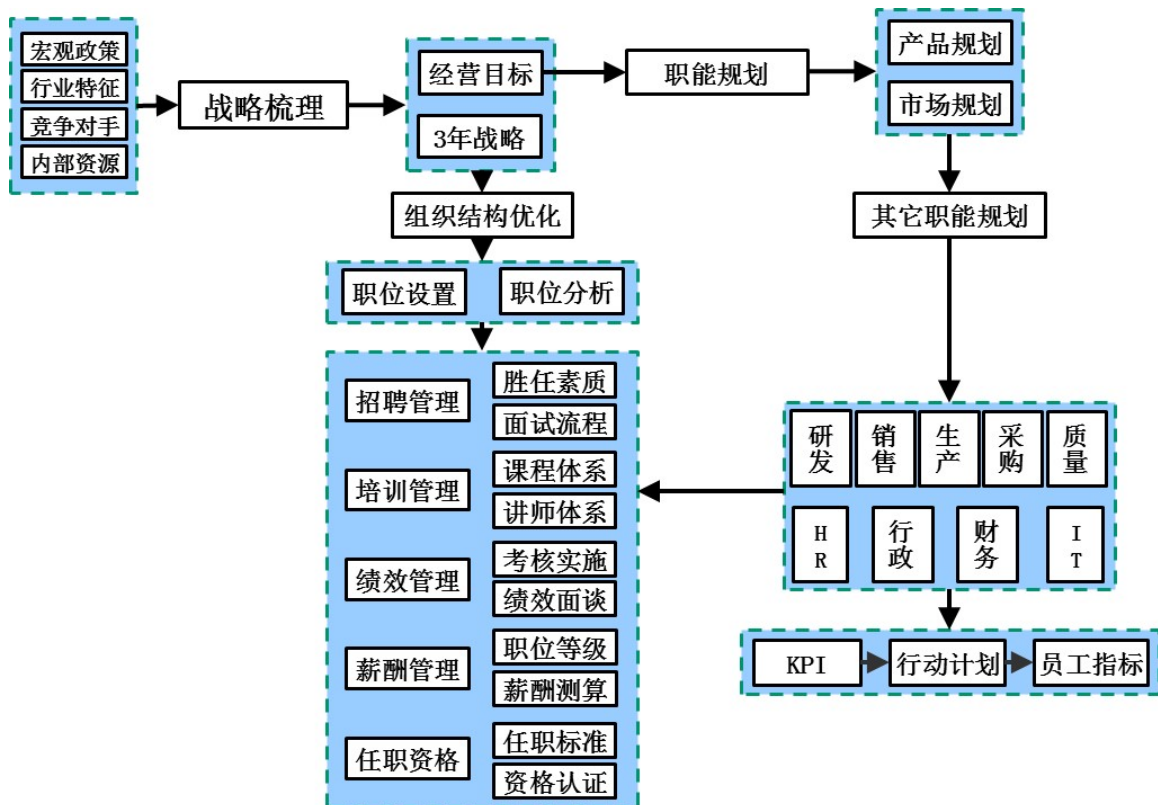 宏观政策
行业特征
竞争对手
内部资源
战略梳理
经营目标
3年战略
职能规划
产品规划
市场规划
组织结构优化
其它职能规划
职位设置
职位分析
招聘管理
胜任素质
面试流程
培训管理
课程体系
讲师体系
绩效管理
考核实施
绩效面谈
薪酬管理
职位等级
薪酬测算
任职资格
任职标准
资格认证
研发
销售
生产
采购
质量
HR
行政
财务
IT
KPI
行动计划
员工指标